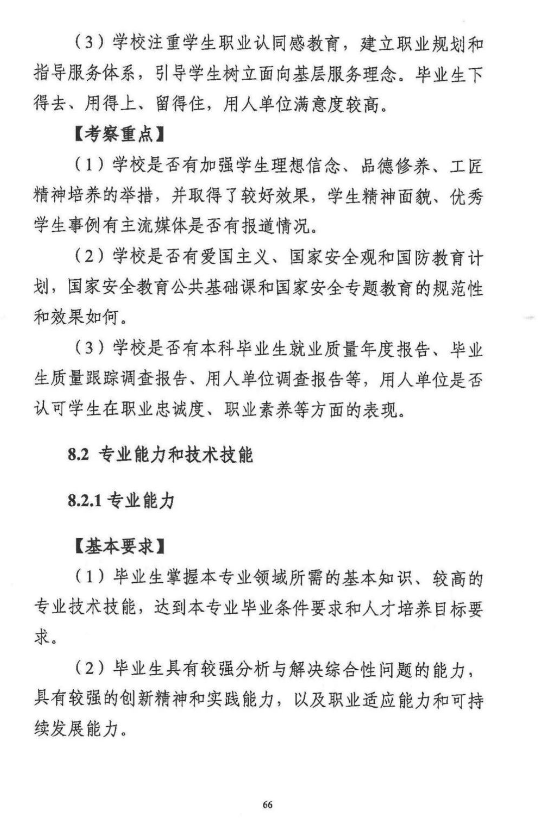 （3）学校注重学生职业认同感教育，建立职业规划和
指导服务体系，引导学生树立面向基层服务理念。毕业生下
得去、用得上、留得住，用人单位满意度较高。
【考察重点】
（1）学校是否有加强学生理想信念、品德修养、工匠
精神培养的举措，并取得了较好效果，学生精神面貌、优秀
学生事例有主流媒体是否有报道情况。
（2）学校是否有爱国主义、国家安全观和国防教育计
划，国家安全教育公共基础课和国家安全专题教育的规范性
和效果如何。
（3）学校是否有本科毕业生就业质量年度报告、毕业
生质量跟踪调查报告、用人单位调查报告等，用人单位是否
认可学生在职业忠诚度、职业素养等方面的表现。
8.2 专业能力和技术技能
8.2.1 专业能力
【基本要求】
（1）毕业生掌握本专业领域所需的基本知识、较高的
专业技术技能，达到本专业毕业条件要求和人才培养目标要
求。
（2）毕业生具有较强分析与解决综合性问题的能力，
具有较强的创新精神和实践能力，以及职业适应能力和可持
续发展能力。
66